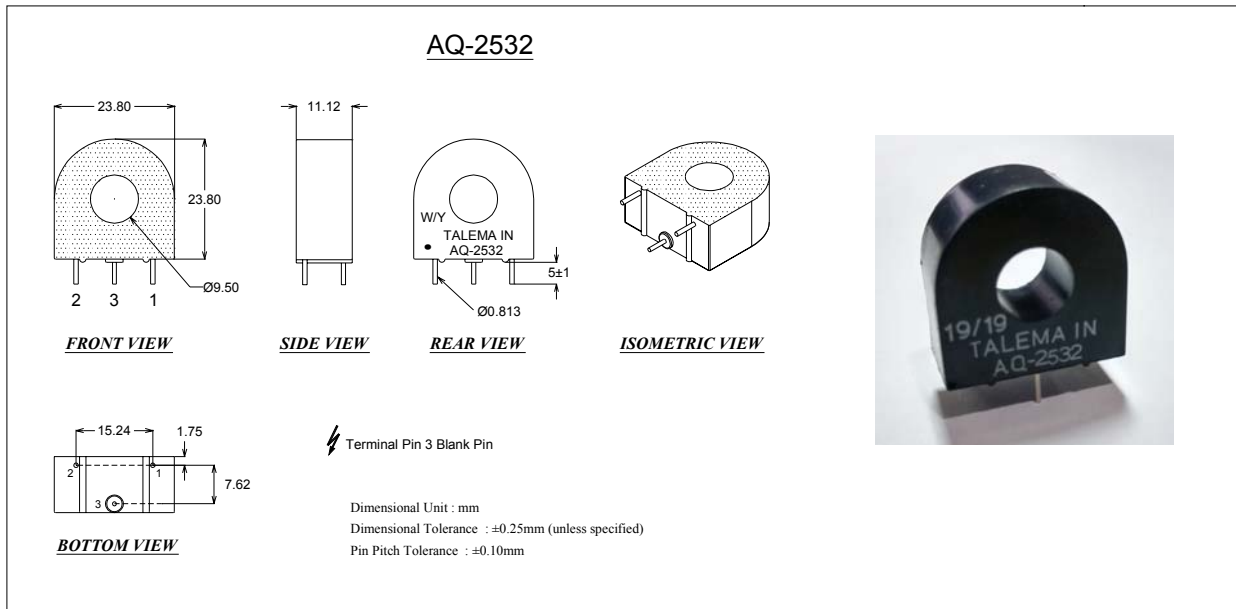 AQ-2532
23.80
11.12
23.80
W/Y
TALEMA IN
AQ-2532
5±1
2 3 1
Ø9.50
Ø0.813
FRONT VIEW
SIDE VIEW
REAR VIEW
ISOMETRIC VIEW
19/19
TALEMA IN
AQ-2532
15.24
1.75
2
1
7.62
3
BOTTOM VIEW
Terminal Pin 3 Blank Pin
Dimensional Unit : mm
Dimensional Tolerance : ±0.25mm (unless specified)
Pin Pitch Tolerance : ±0.10mm